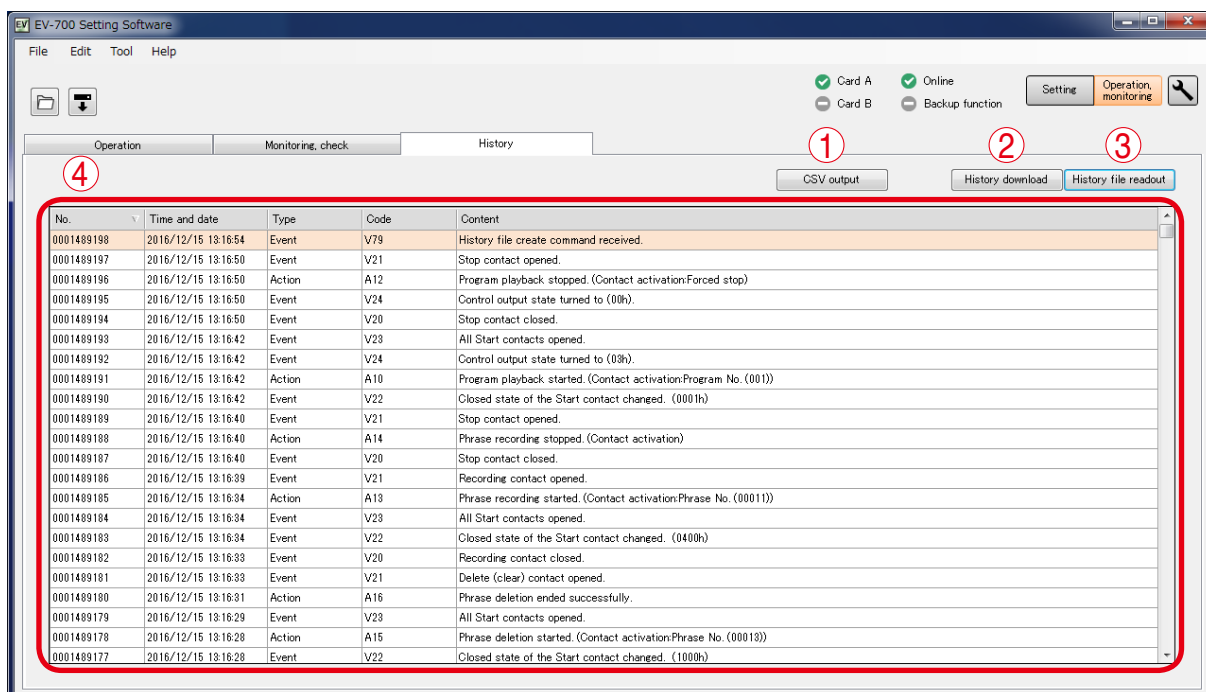 EV EV-700 Setting Software
File Edit Tool Help
Card A Online
Card B Backup function
Setting
Operation, monitoring
Operation Monitoring, check History
① ② ③
④
CSV output History download History file readout
No. Time and date Type Code Content
0001489198 2016/12/15 13:16:54 Event V79 History file create command received.
0001489197 2016/12/15 13:16:50 Event V21 Stop contact opened.
0001489196 2016/12/15 13:16:50 Action A12 Program playback stopped. (Contact activation:Forced stop)
0001489195 2016/12/15 13:16:50 Event V24 Control output state turned to (00h).
0001489194 2016/12/15 13:16:50 Event V20 Stop contact closed.
0001489193 2016/12/15 13:16:42 Event V23 All Start contacts opened.
0001489192 2016/12/15 13:16:42 Event V24 Control output state turned to (03h).
0001489191 2016/12/15 13:16:42 Action A10 Program playback started. (Contact activation:Program No. (001))
0001489190 2016/12/15 13:16:42 Event V22 Closed state of the Start contact changed. (0001h)
0001489189 2016/12/15 13:16:40 Event V21 Stop contact opened.
0001489188 2016/12/15 13:16:40 Action A14 Phrase recording stopped. (Contact activation)
0001489187 2016/12/15 13:16:40 Event V20 Stop contact closed.
0001489186 2016/12/15 13:16:39 Event V21 Recording contact opened.
0001489185 2016/12/15 13:16:34 Action A13 Phrase recording started. (Contact activation:Phrase No. (00011))
0001489184 2016/12/15 13:16:34 Event V23 All Start contacts opened.
0001489183 2016/12/15 13:16:34 Event V22 Closed state of the Start contact changed. (0400h)
0001489182 2016/12/15 13:16:33 Event V20 Recording contact closed.
0001489181 2016/12/15 13:16:33 Event V21 Delete (clear) contact opened.
0001489180 2016/12/15 13:16:31 Action A16 Phrase deletion ended successfully.
0001489179 2016/12/15 13:16:29 Event V23 All Start contacts opened.
0001489178 2016/12/15 13:16:28 Action A15 Phrase deletion started. (Contact activation:Phrase No. (00013))
0001489177 2016/12/15 13:16:28 Event V22 Closed state of the Start contact changed. (1000h)